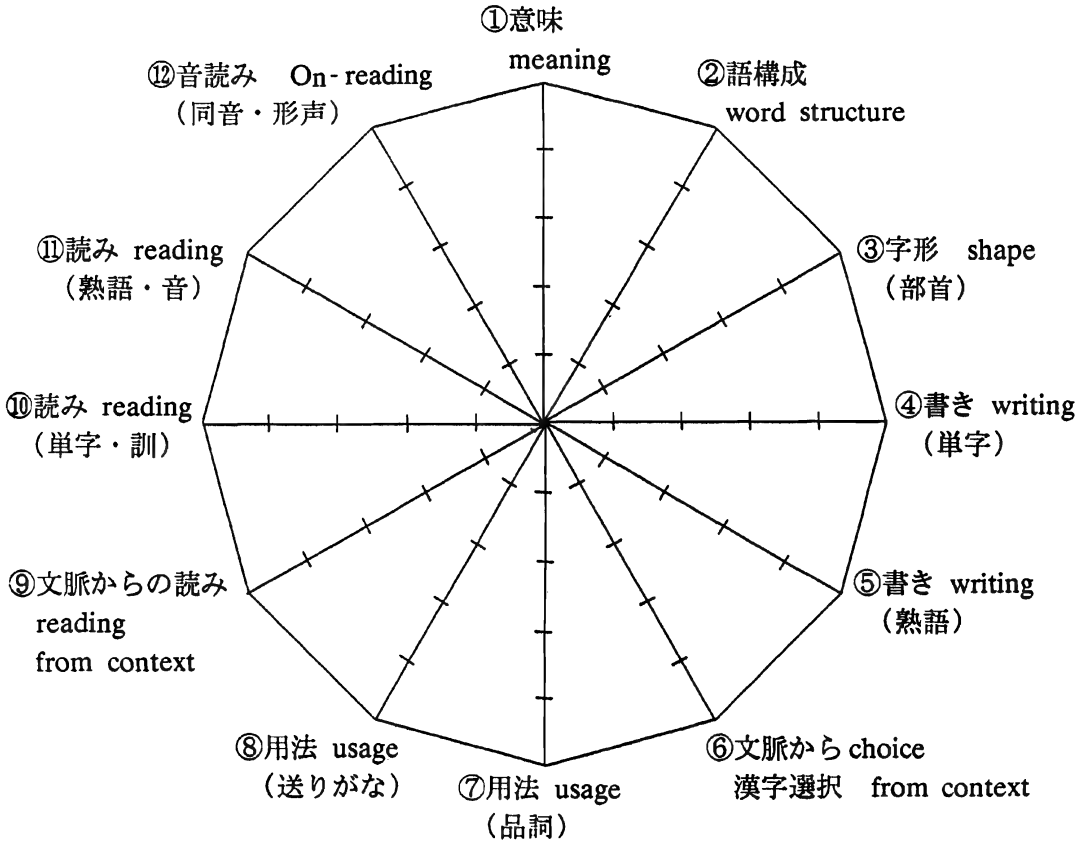 ①意味
meaning
②語構成
word structure
③字形 shape
（部首）
④書き writing
（単字）
⑤書き writing
（熟語）
⑥文脈から choice
漢字選択 from context
⑦用法 usage
（品詞）
⑧用法 usage
（送りがな）
⑨文脈からの読み
reading
from context
⑩読み reading
（単字・訓）
⑪読み reading
（熟語・音）
⑫音読み On-reading
（同音・形声）